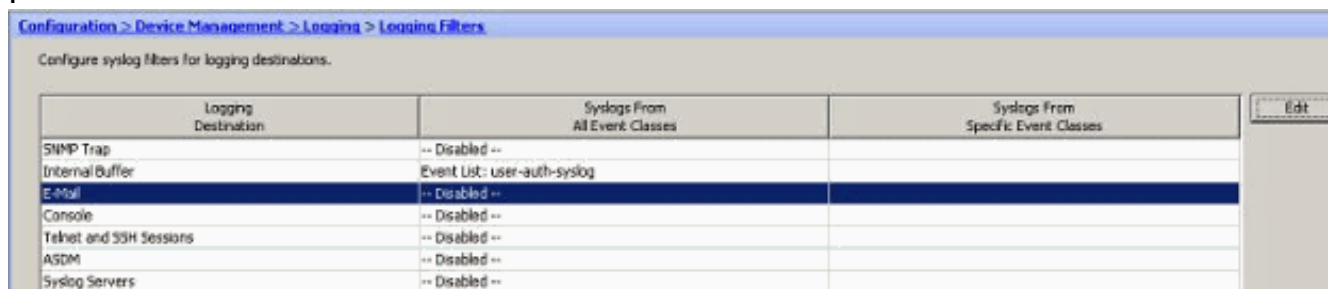 Configuration > Device Management > Logging > Logging Filters
Configure syslog filters for logging destinations.
Logging Destination Syslogs From All Event Classes Syslogs From Specific Event Classes Edit
SNMP Trap -- Disabled --
Internal Buffer Event List: user-auth-syslog
E-Mail -- Disabled --
Console -- Disabled --
Telnet and SSH Sessions -- Disabled --
ASDM -- Disabled --
Syslog Servers -- Disabled --